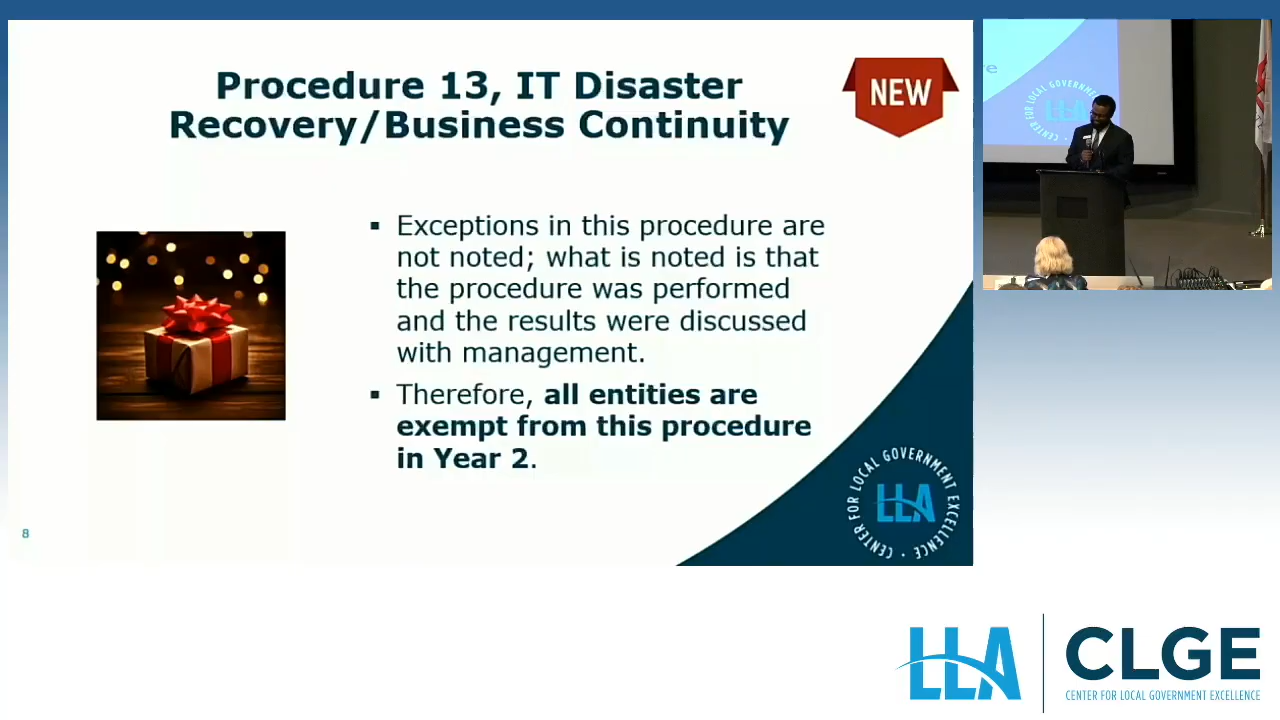 Procedure 13, IT Disaster
Recovery/Business Continuity
NEW
▪ Exceptions in this procedure are
not noted; what is noted is that
the procedure was performed
and the results were discussed
with management.
▪ Therefore, all entities are
exempt from this procedure
in Year 2.
8
CENTER FOR LOCAL GOVERNMENT EXCELLENCE
LLA
LLA
CLGE
CENTER FOR LOCAL GOVERNMENT EXCELLENCE